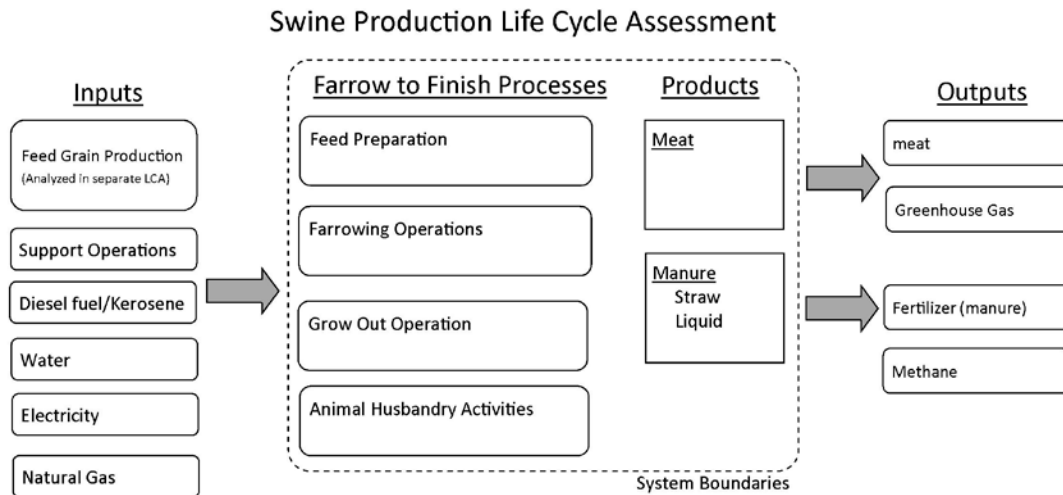 Swine Production Life Cycle Assessment
Inputs
Feed Grain Production
(Analyzed in separate LCA)
Support Operations
Diesel fuel/Kerosene
Water
Electricity
Natural Gas
Farrow to Finish Processes
Feed Preparation
Farrowing Operations
Grow Out Operation
Animal Husbandry Activities
Products
Meat
Manure
Straw
Liquid
System Boundaries
Outputs
meat
Greenhouse Gas
Fertilizer (manure)
Methane